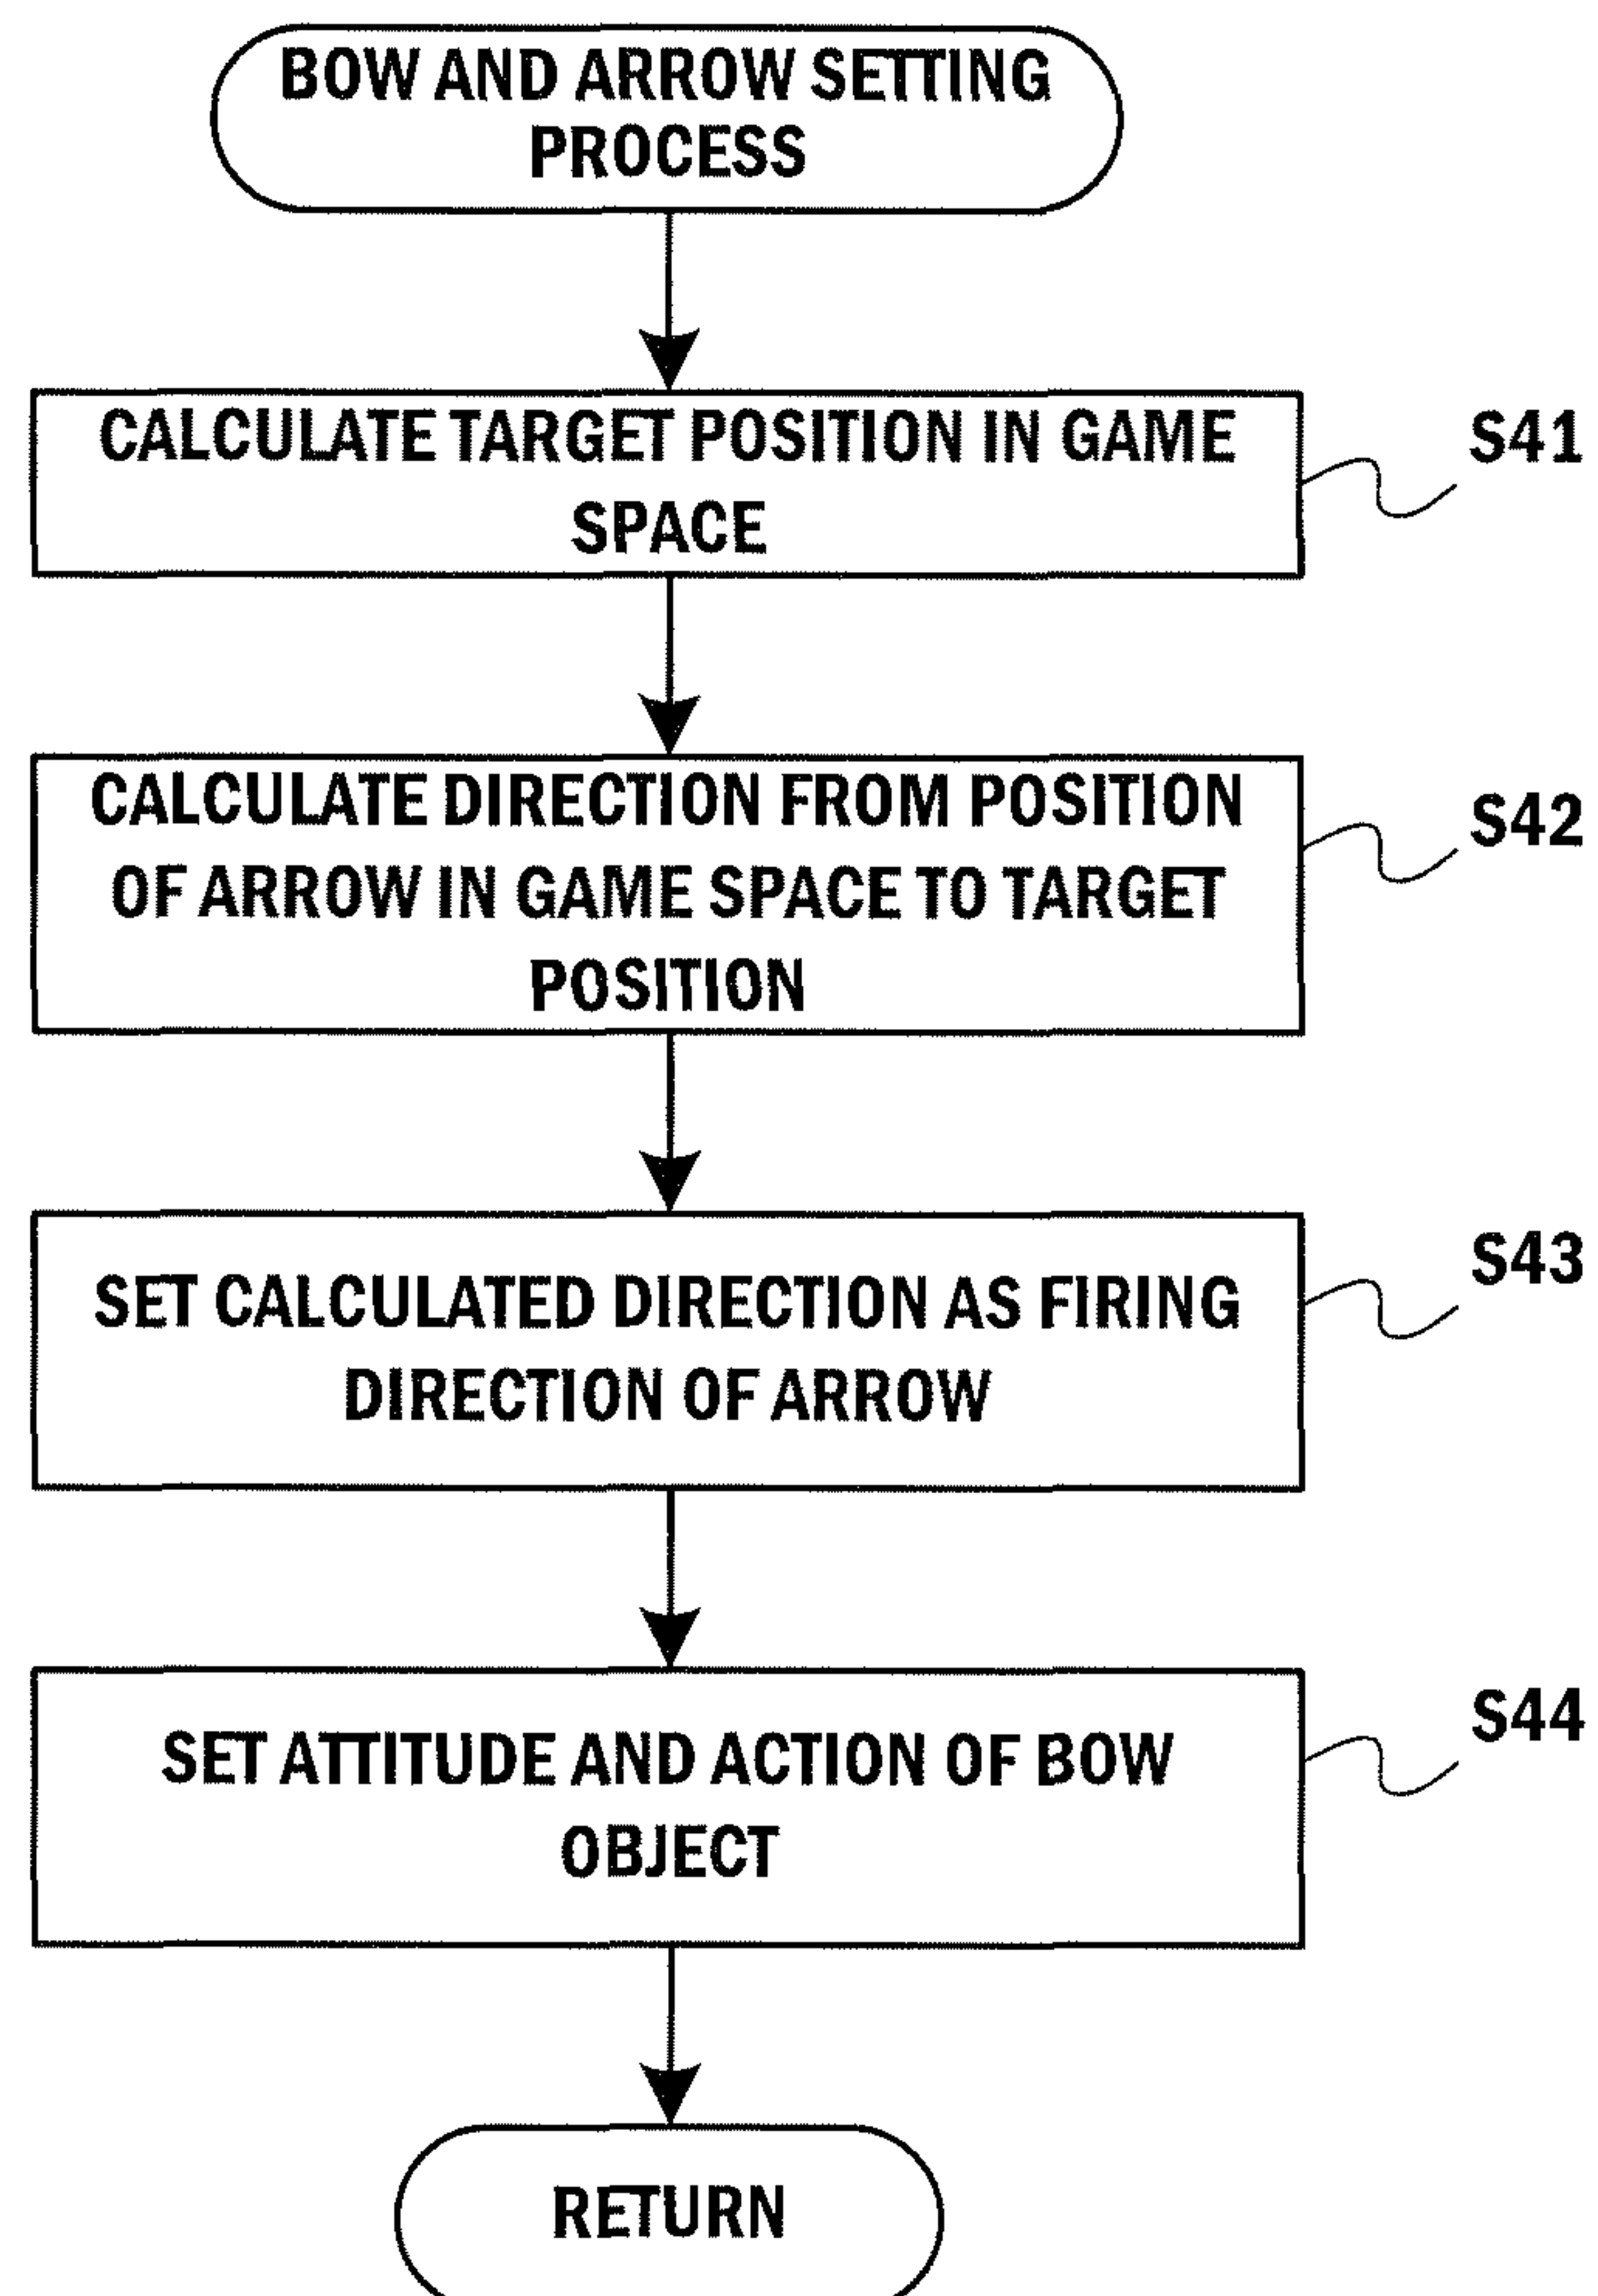 BOW AND ARROW SETTING
PROCESS
CALCULATE TARGET POSITION IN GAME
SPACE
S41
CALCULATE DIRECTION FROM POSITION
OF ARROW IN GAME SPACE TO TARGET
POSITION
S42
SET CALCULATED DIRECTION AS FIRING
DIRECTION OF ARROW
S43
SET ATTITUDE AND ACTION OF BOW
OBJECT
S44
RETURN